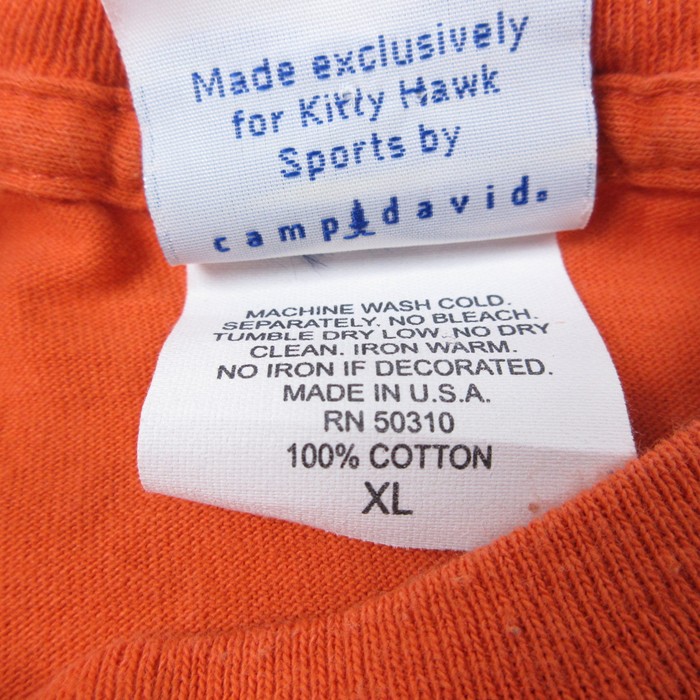 Made exclusively
for Kitty Hawk
Sports by
camp david.
MACHINE WASH COLD.
SEPARATELY. NO BLEACH.
TUMBLE DRY LOW. NO DRY
CLEAN. IRON WARM.
NO IRON IF DECORATED.
MADE IN U.S.A.
RN 50310
100% COTTON
XL